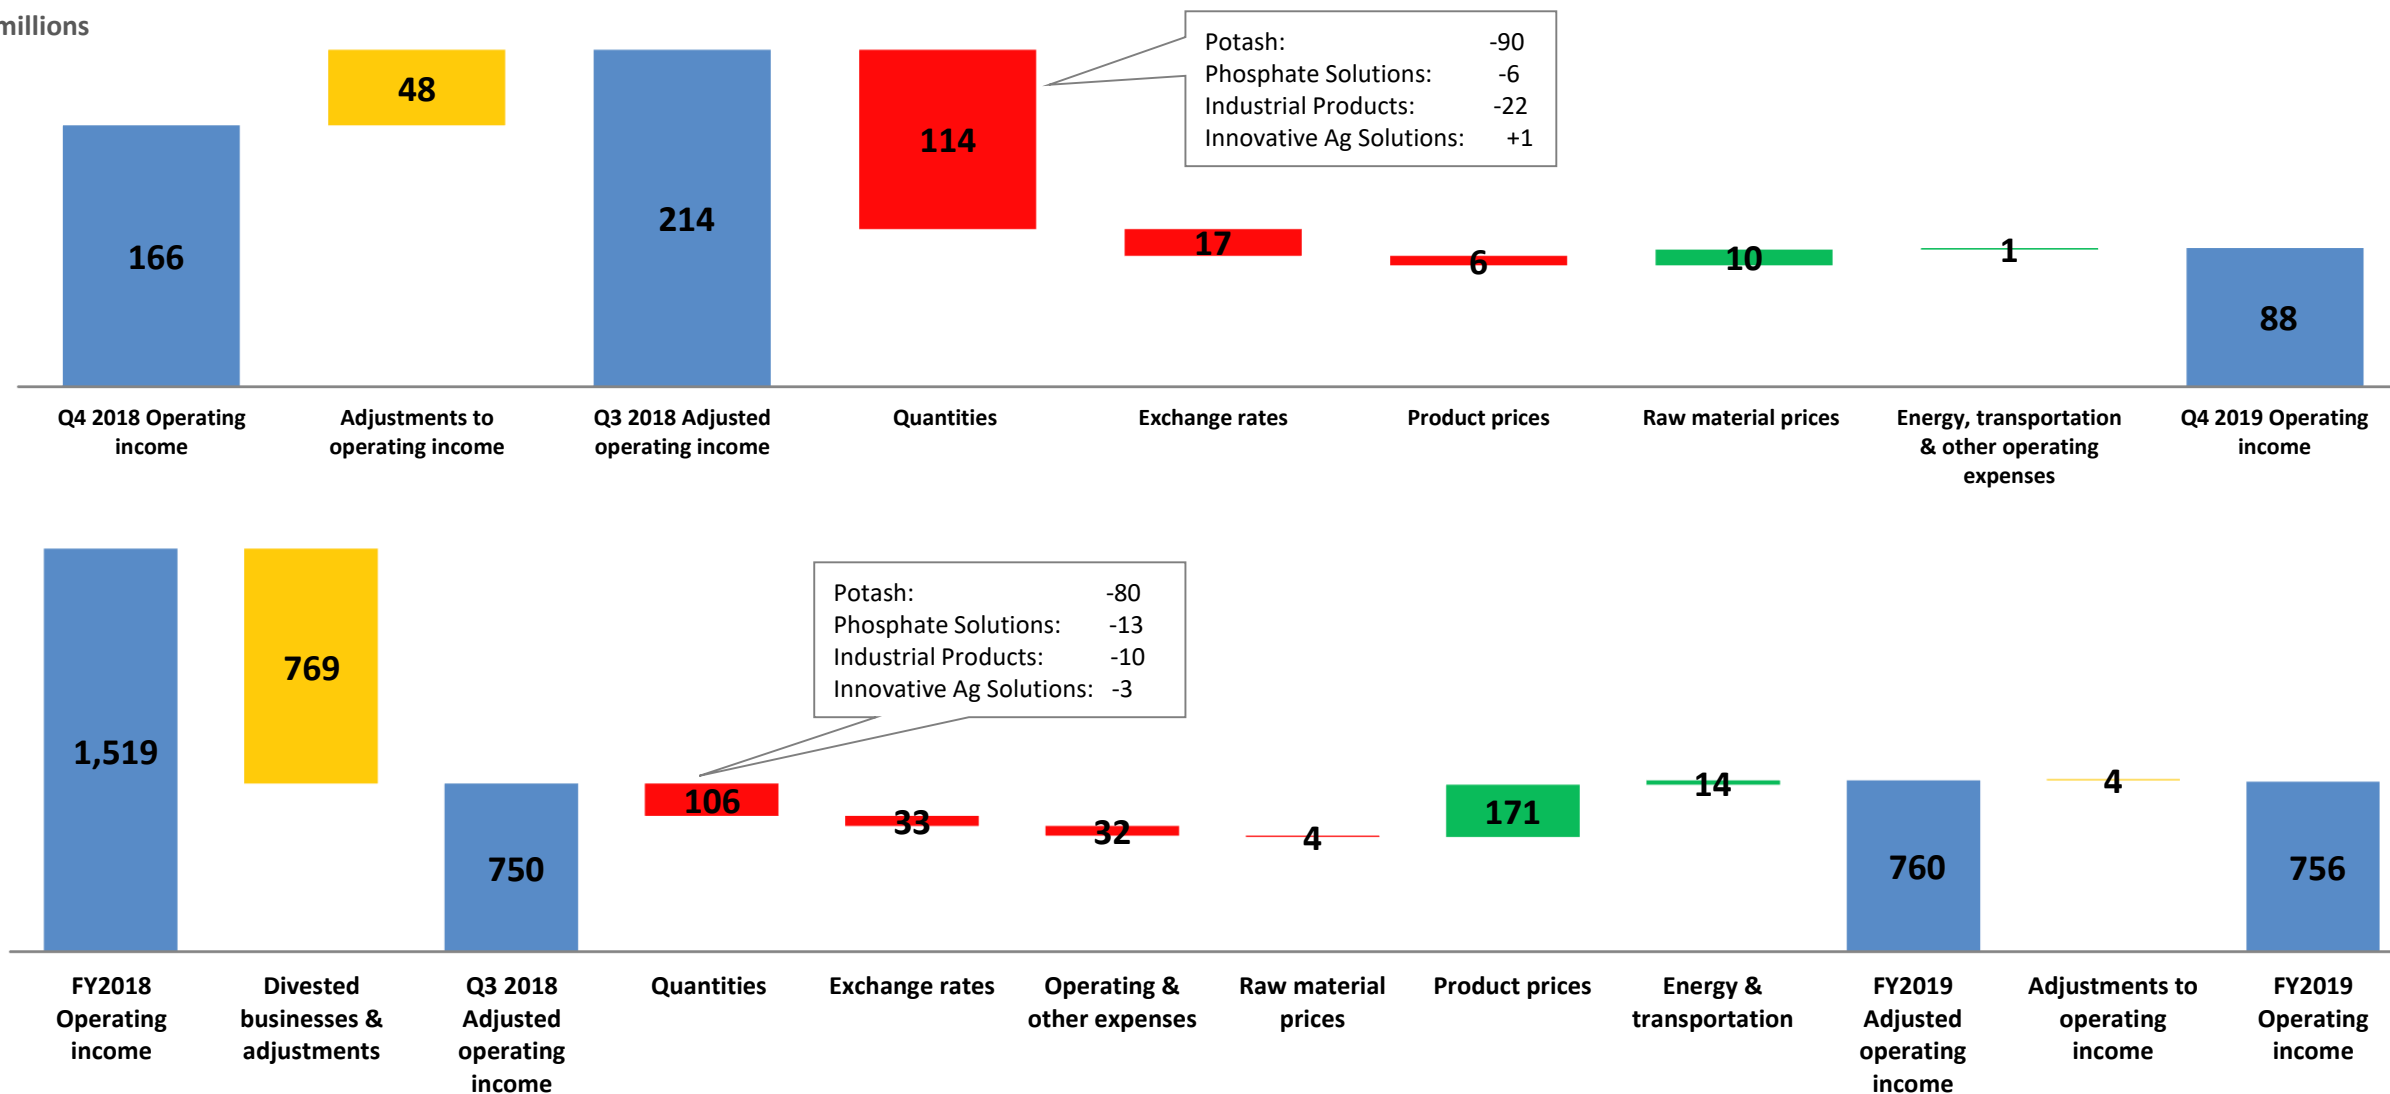 millions
Potash: -90
Phosphate Solutions: -6
Industrial Products: -22
Innovative Ag Solutions: +1
48
114
214
166
17
6
10
1
88
Q4 2018 Operating
income
Adjustments to
operating income
Q3 2018 Adjusted
operating income
Quantities
Exchange rates
Product prices
Raw material prices
Energy, transportation
& other operating
expenses
Q4 2019 Operating
income
Potash: -80
Phosphate Solutions: -13
Industrial Products: -10
Innovative Ag Solutions: -3
1,519
769
750
106
33
32
4
171
14
760
4
756
FY2018
Operating
income
Divested
businesses &
adjustments
Q3 2018
Adjusted
operating
income
Quantities
Exchange rates
Operating &
other expenses
Raw material
prices
Product prices
Energy &
transportation
FY2019
Adjusted
operating
income
Adjustments to
operating
income
FY2019
Operating
income